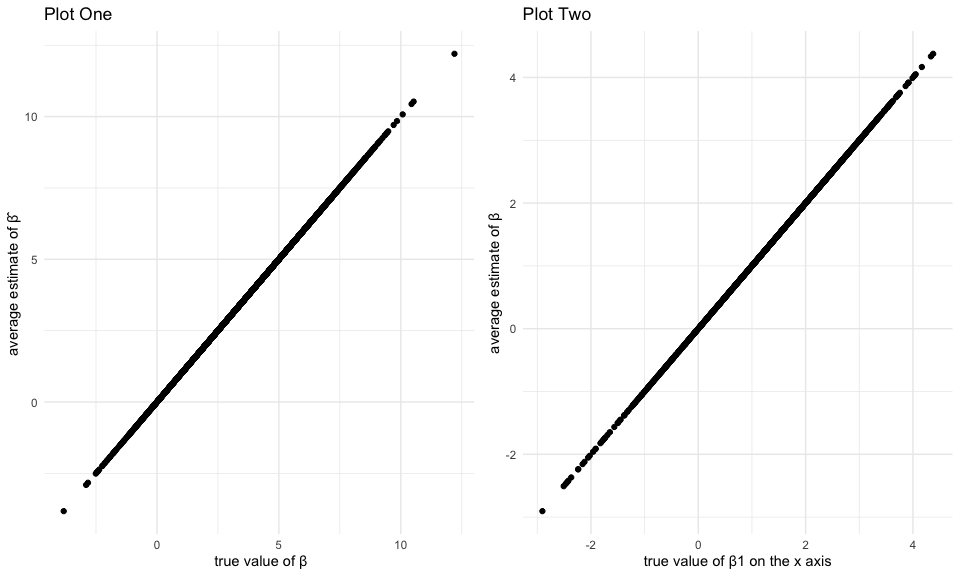 Plot One
10
5
0
0
5
10
average estimate of β̂
true value of β
Plot Two
4
2
0
-2
-2
0
2
4
average estimate of β
true value of β1 on the x axis